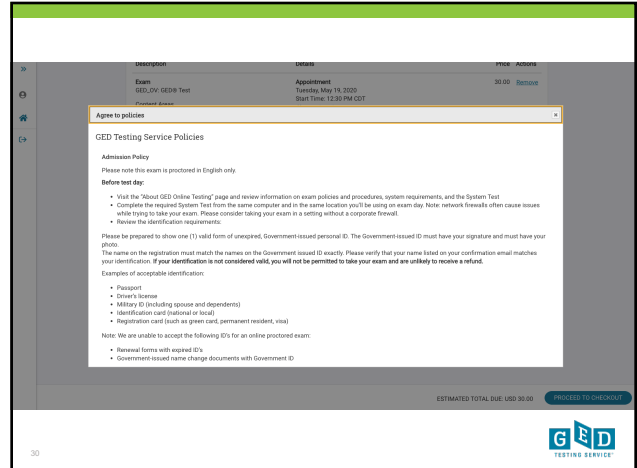 Description Details Price Actions
Exam Appointment 30.00 Remove
GED_OV: GED® Test Tuesday, May 19, 2020
Start Time: 12:30 PM CDT
Content Areas
Agree to policies
GED Testing Service Policies
Admission Policy
Please note this exam is proctored in English only.
Before test day:
• Visit the "About GED Online Testing" page and review information on exam policies and procedures, system requirements, and the System Test
• Complete the required System Test from the same computer and in the same location you'll be using on exam day. Note: network firewalls often cause issues
while trying to take your exam. Please consider taking your exam in a setting without a corporate firewall.
• Review the identification requirements:
Please be prepared to show one (1) valid form of unexpired, Government-issued personal ID. The Government-issued ID must have your signature and must have your
photo.
The name on the registration must match the names on the Government issued ID exactly. Please verify that your name listed on your confirmation email matches
your identification. If your identification is not considered valid, you will not be permitted to take your exam and are unlikely to receive a refund.
Examples of acceptable identification:
• Passport
• Driver's license
• Military ID (including spouse and dependents)
• Identification card (national or local)
• Registration card (such as green card, permanent resident, visa)
Note: We are unable to accept the following ID's for an online proctored exam:
• Renewal forms with expired ID's
• Government-issued name change documents with Government ID
ESTIMATED TOTAL DUE: USD 30.00 PROCEED TO CHECKOUT
GED
TESTING SERVICE®
30